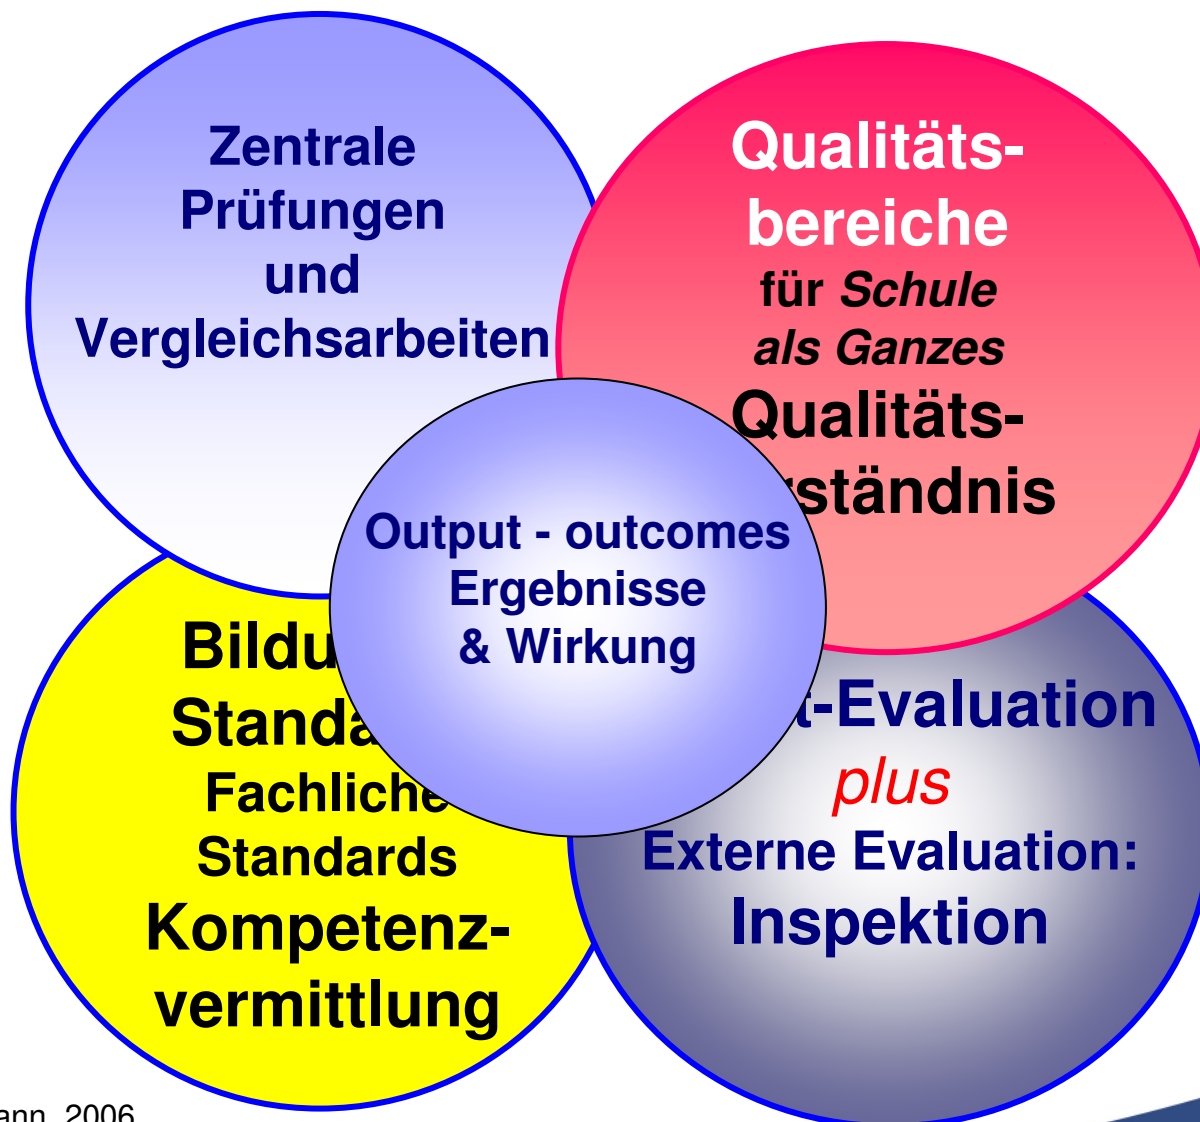 Zentrale
Prüfungen
und
Vergleichsarbeiten
Qualitäts-
bereiche
für Schule
als Ganzes
Qualitäts-
rständnis
Output - outcomes
Ergebnisse
& Wirkung
Bildu
Standa
Fachliche
Standards
Kompetenz-
vermittlung
t-Evaluation
plus
Externe Evaluation:
Inspektion
ann, 2006